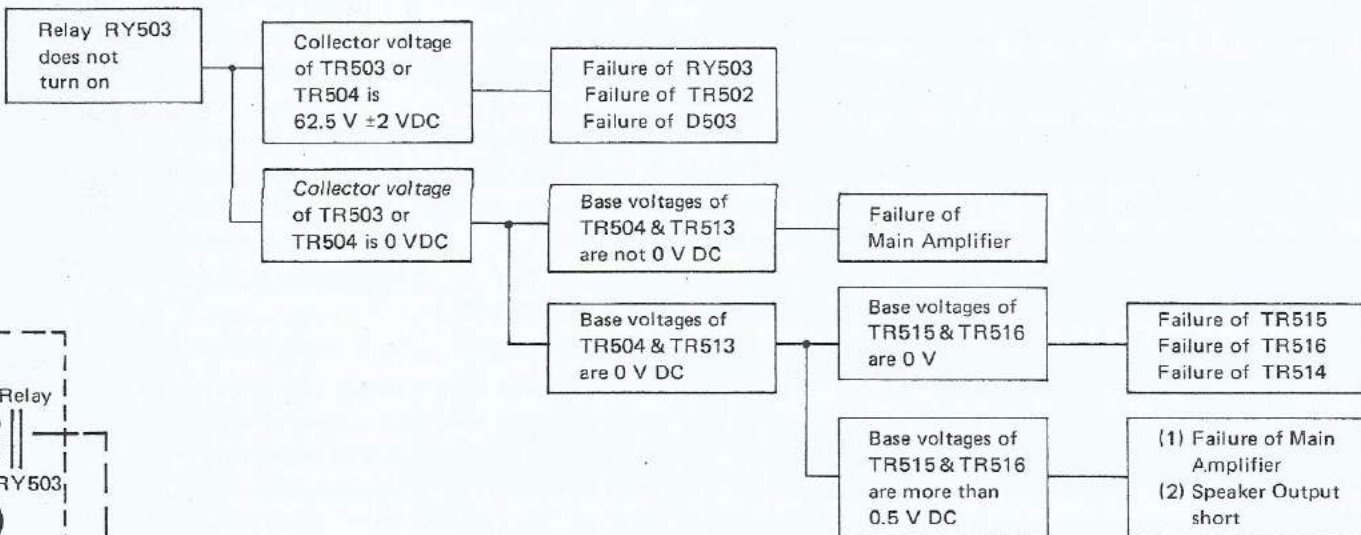 Relay RY503
does not
turn on
Collector voltage
of TR503 or
TR504 is
62.5 V ±2 VDC
Failure of RY503
Failure of TR502
Failure of D503
Collector voltage
of TR503 or
TR504 is 0 VDC
Base voltages of
TR504 & TR513
are not 0 V DC
Failure of
Main Amplifier
Base voltages of
TR504 & TR513
are 0 V DC
Base voltages of
TR515 & TR516
are 0 V
Failure of TR515
Failure of TR516
Failure of TR514
Base voltages of
TR515 & TR516
are more than
0.5 V DC
(1) Failure of Main
Amplifier
(2) Speaker Output
short
Relay
RY503